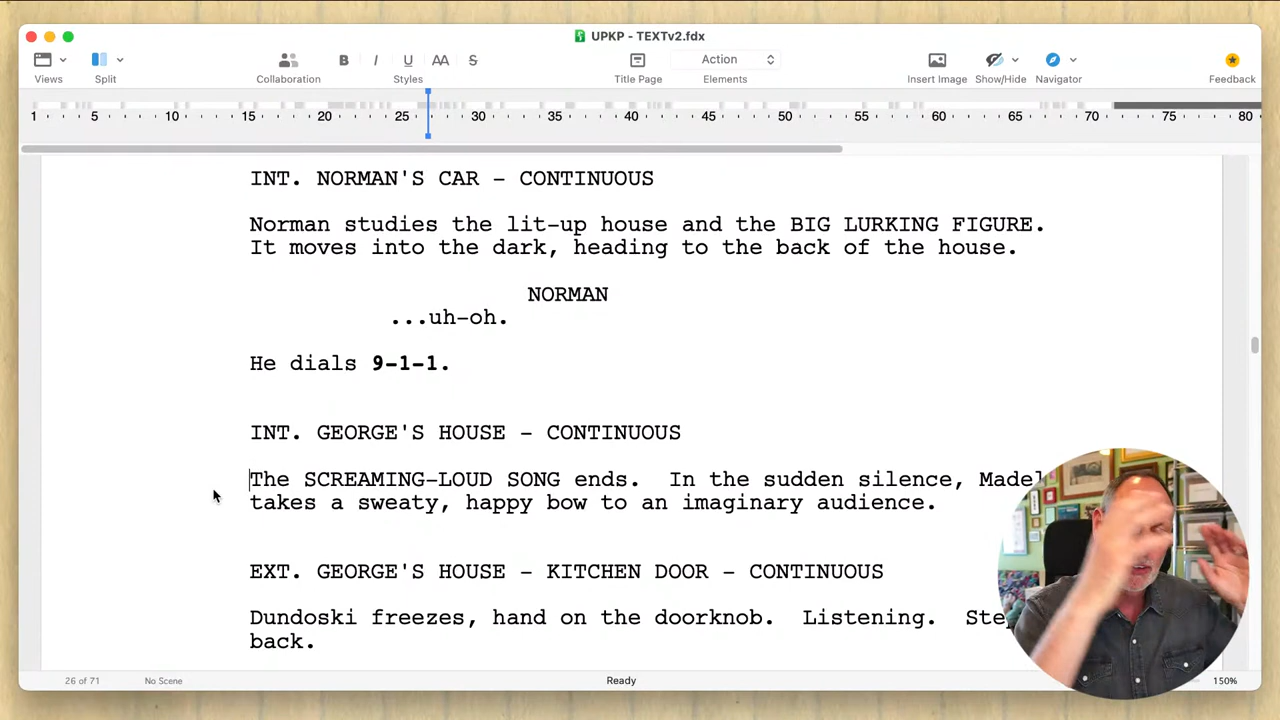 UPKP - TEXTv2.fdx
B I U AA S Action
Views Split Collaboration Styles Title Page Elements Insert Image Show/Hide Navigator Feedback
1 5 10 15 20 25 30 35 40 45 50 55 60 65 70 75 80
INT. NORMAN'S CAR - CONTINUOUS
Norman studies the lit-up house and the BIG LURKING FIGURE.
It moves into the dark, heading to the back of the house.
NORMAN
...uh-oh.
He dials 9-1-1.
INT. GEORGE'S HOUSE - CONTINUOUS
The SCREAMING-LOUD SONG ends. In the sudden silence,
takes a sweaty, happy bow to an imaginary audience.
EXT. GEORGE'S HOUSE - KITCHEN DOOR - CONTINUOUS
Dundoski freezes, hand on the doorknob. Listening.
back.
26 of 71 No Scene Ready 150%